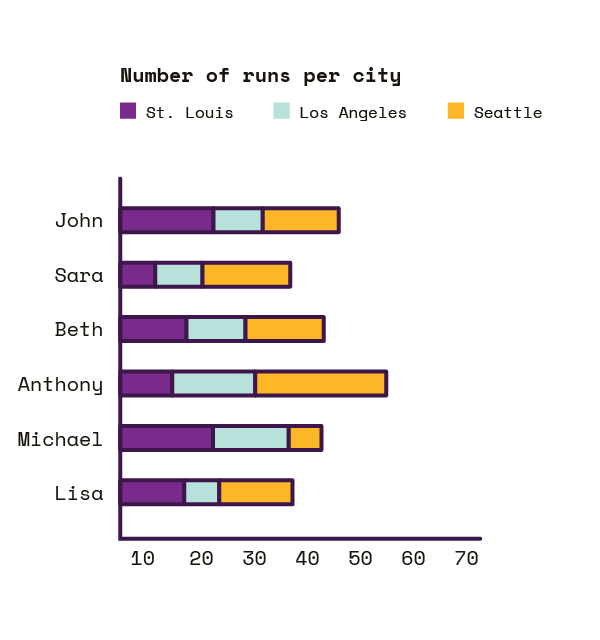 Number of runs per city
St. Louis Los Angeles Seattle
John
Sara
Beth
Anthony
Michael
Lisa
10 20 30 40 50 60 70